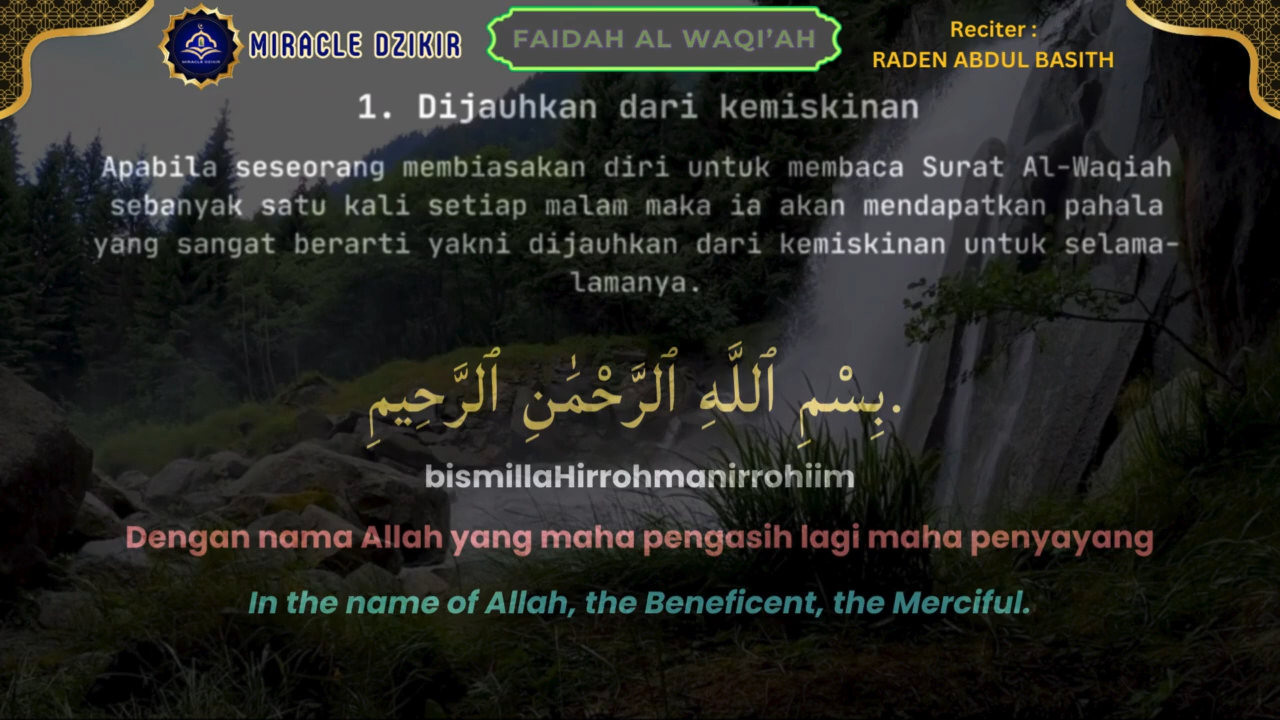 MIRACLE DZIKIR
FAIDAH AL WAQI'AH
Reciter :
RADEN ABDUL BASITH
1. Dijauhkan dari kemiskinan
Apabila seseorang membiasakan diri untuk membaca Surat Al-Waqiah
sebanyak satu kali setiap malam maka ia akan mendapatkan pahala
yang sangat berarti yakni dijauhkan dari kemiskinan untuk selama-
lamanya.
بِسْمِ ٱللَّهِ ٱلرَّحْمَٰنِ ٱلرَّحِيمِ.
bismillaHirrohmanirrohiim
Dengan nama Allah yang maha pengasih lagi maha penyayang
In the name of Allah, the Beneficent, the Merciful.